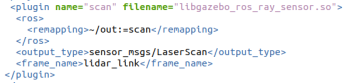 <plugin name="scan" filename="libgazebo_ros_ray_sensor.so">
<ros>
<remapping>~/out:=scan</remapping>
</ros>
<output_type>sensor_msgs/LaserScan</output_type>
<frame_name>lidar_link</frame_name>
</plugin>